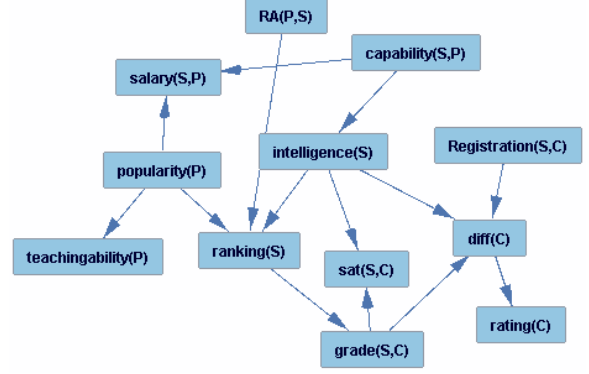 RA(P,S)
capability(S,P)
salary(S,P)
intelligence(S)
Registration(S,C)
popularity(P)
ranking(S)
diff(C)
teachingability(P)
sat(S,C)
rating(C)
grade(S,C)